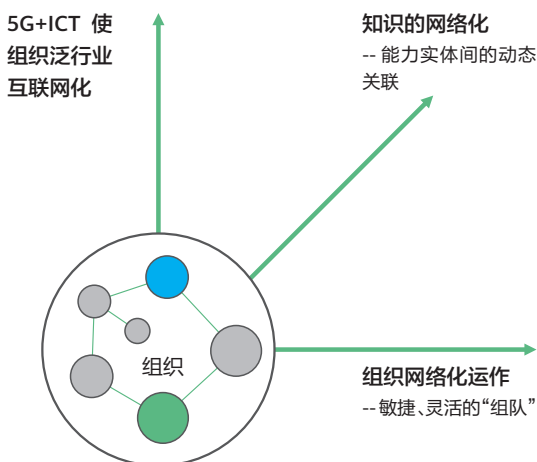 5G+ICT 使
组织泛行业
互联网化
知识的网络化
-- 能力实体间的动态
关联
组织
组织网络化运作
-- 敏捷、灵活的“组队”